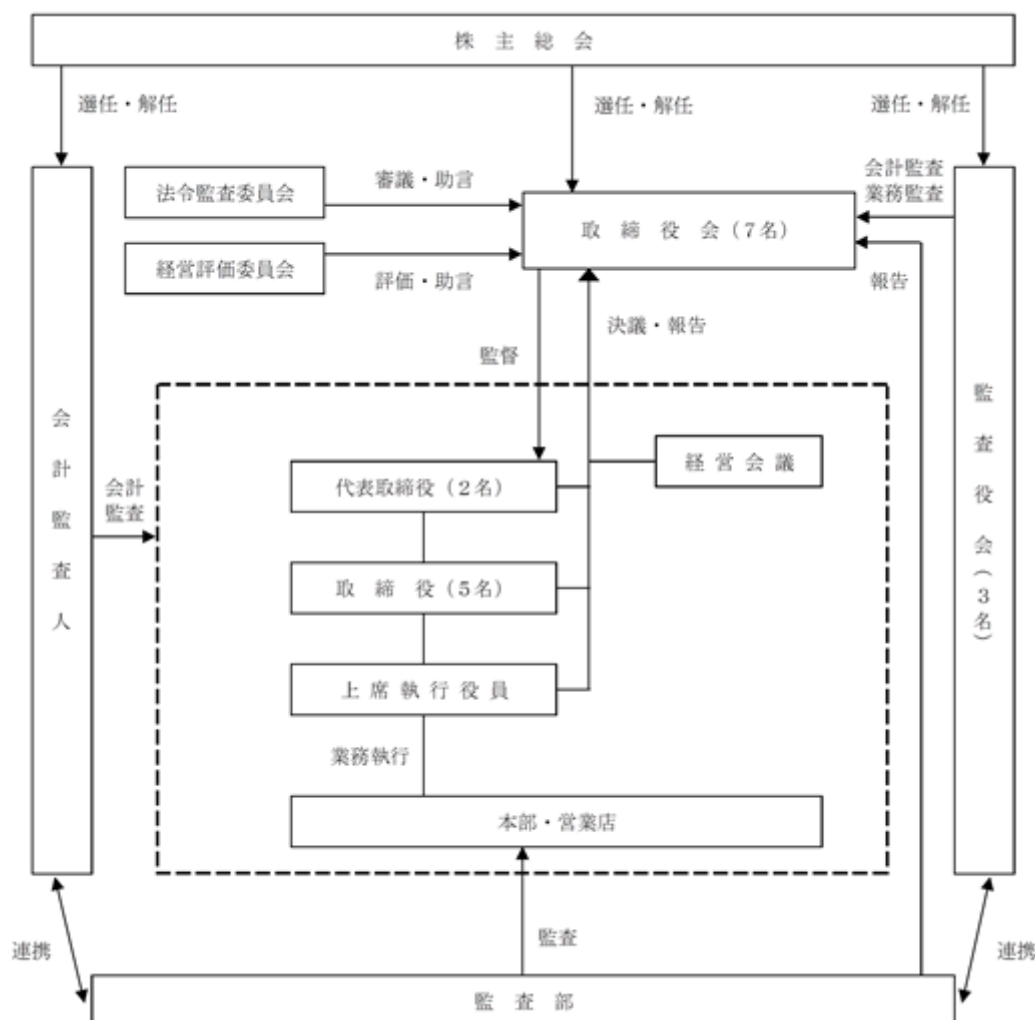 株主総会
選任・解任
選任・解任
選任・解任
法令監査委員会
審議・助言
会計監査
業務監査
取締役会(7名)
経営評価委員会
評価・助言
報告
決議・報告
監督
会計監査人
監査役会(3名)
経営会議
代表取締役(2名)
会計
監査
取締役(5名)
上席執行役員
業務執行
本部・営業店
連携
監査
連携
監査部